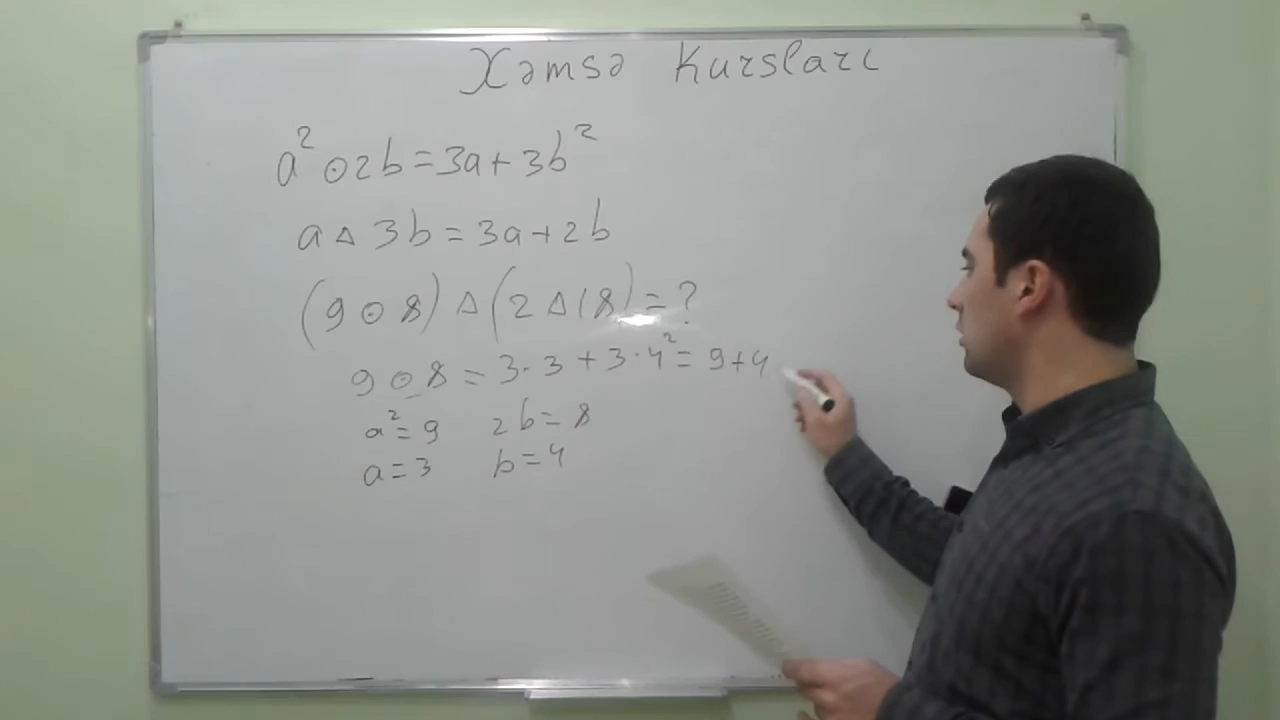 Xəmsə Kursları
a² ⊙ 2b = 3a + 3b²
a △ 3b = 3a + 2b
(9 ⊙ 8) △ (2 △ 18) = ?
9 ⊙ 8 = 3·3 + 3·4² = 9 + 4
a² = 9 2b = 8
a = 3 b = 4